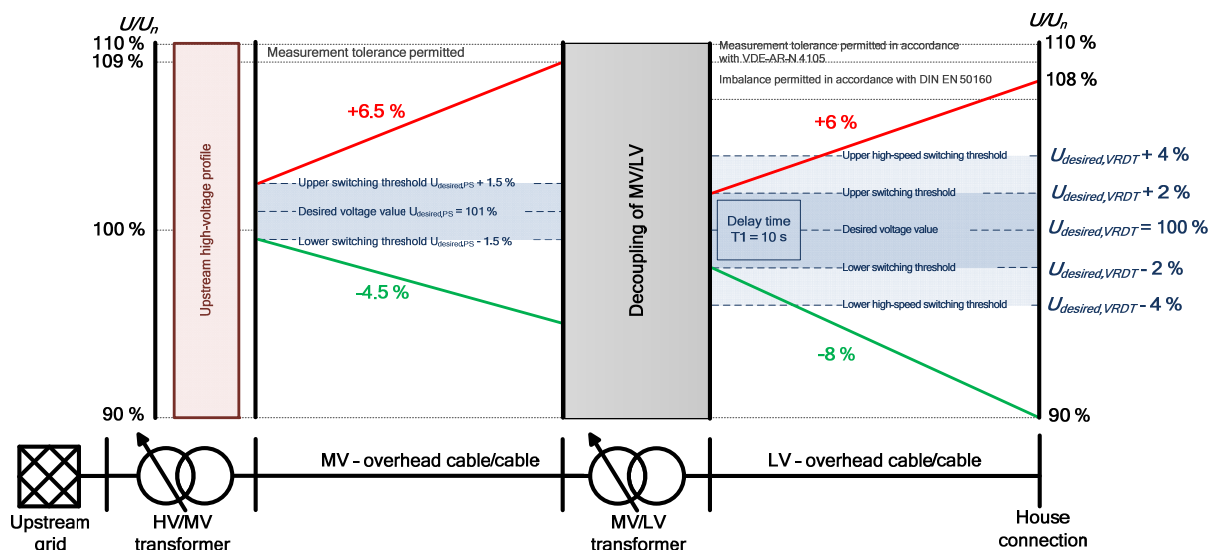 U/Un
110 %
109 %
100 %
90 %
Upstream high-voltage profile
Measurement tolerance permitted
+6.5 %
Upper switching threshold Udesired,PS + 1.5 %
Desired voltage value Udesired,PS = 101 %
Lower switching threshold Udesired,PS - 1.5 %
-4.5 %
Decoupling of MV/LV
Measurement tolerance permitted in accordance
with VDE-AR-N 4105
Imbalance permitted in accordance with DIN EN 50160
+6 %
Upper high-speed switching threshold
Upper switching threshold
Delay time
T1 = 10 s
Desired voltage value
Lower switching threshold
Lower high-speed switching threshold
-8 %
U/Un
110 %
108 %
Udesired,VRDT + 4 %
Udesired,VRDT + 2 %
Udesired,VRDT = 100 %
Udesired,VRDT - 2 %
Udesired,VRDT - 4 %
90 %
MV - overhead cable/cable
LV - overhead cable/cable
Upstream
grid
HV/MV
transformer
MV/LV
transformer
House
connection